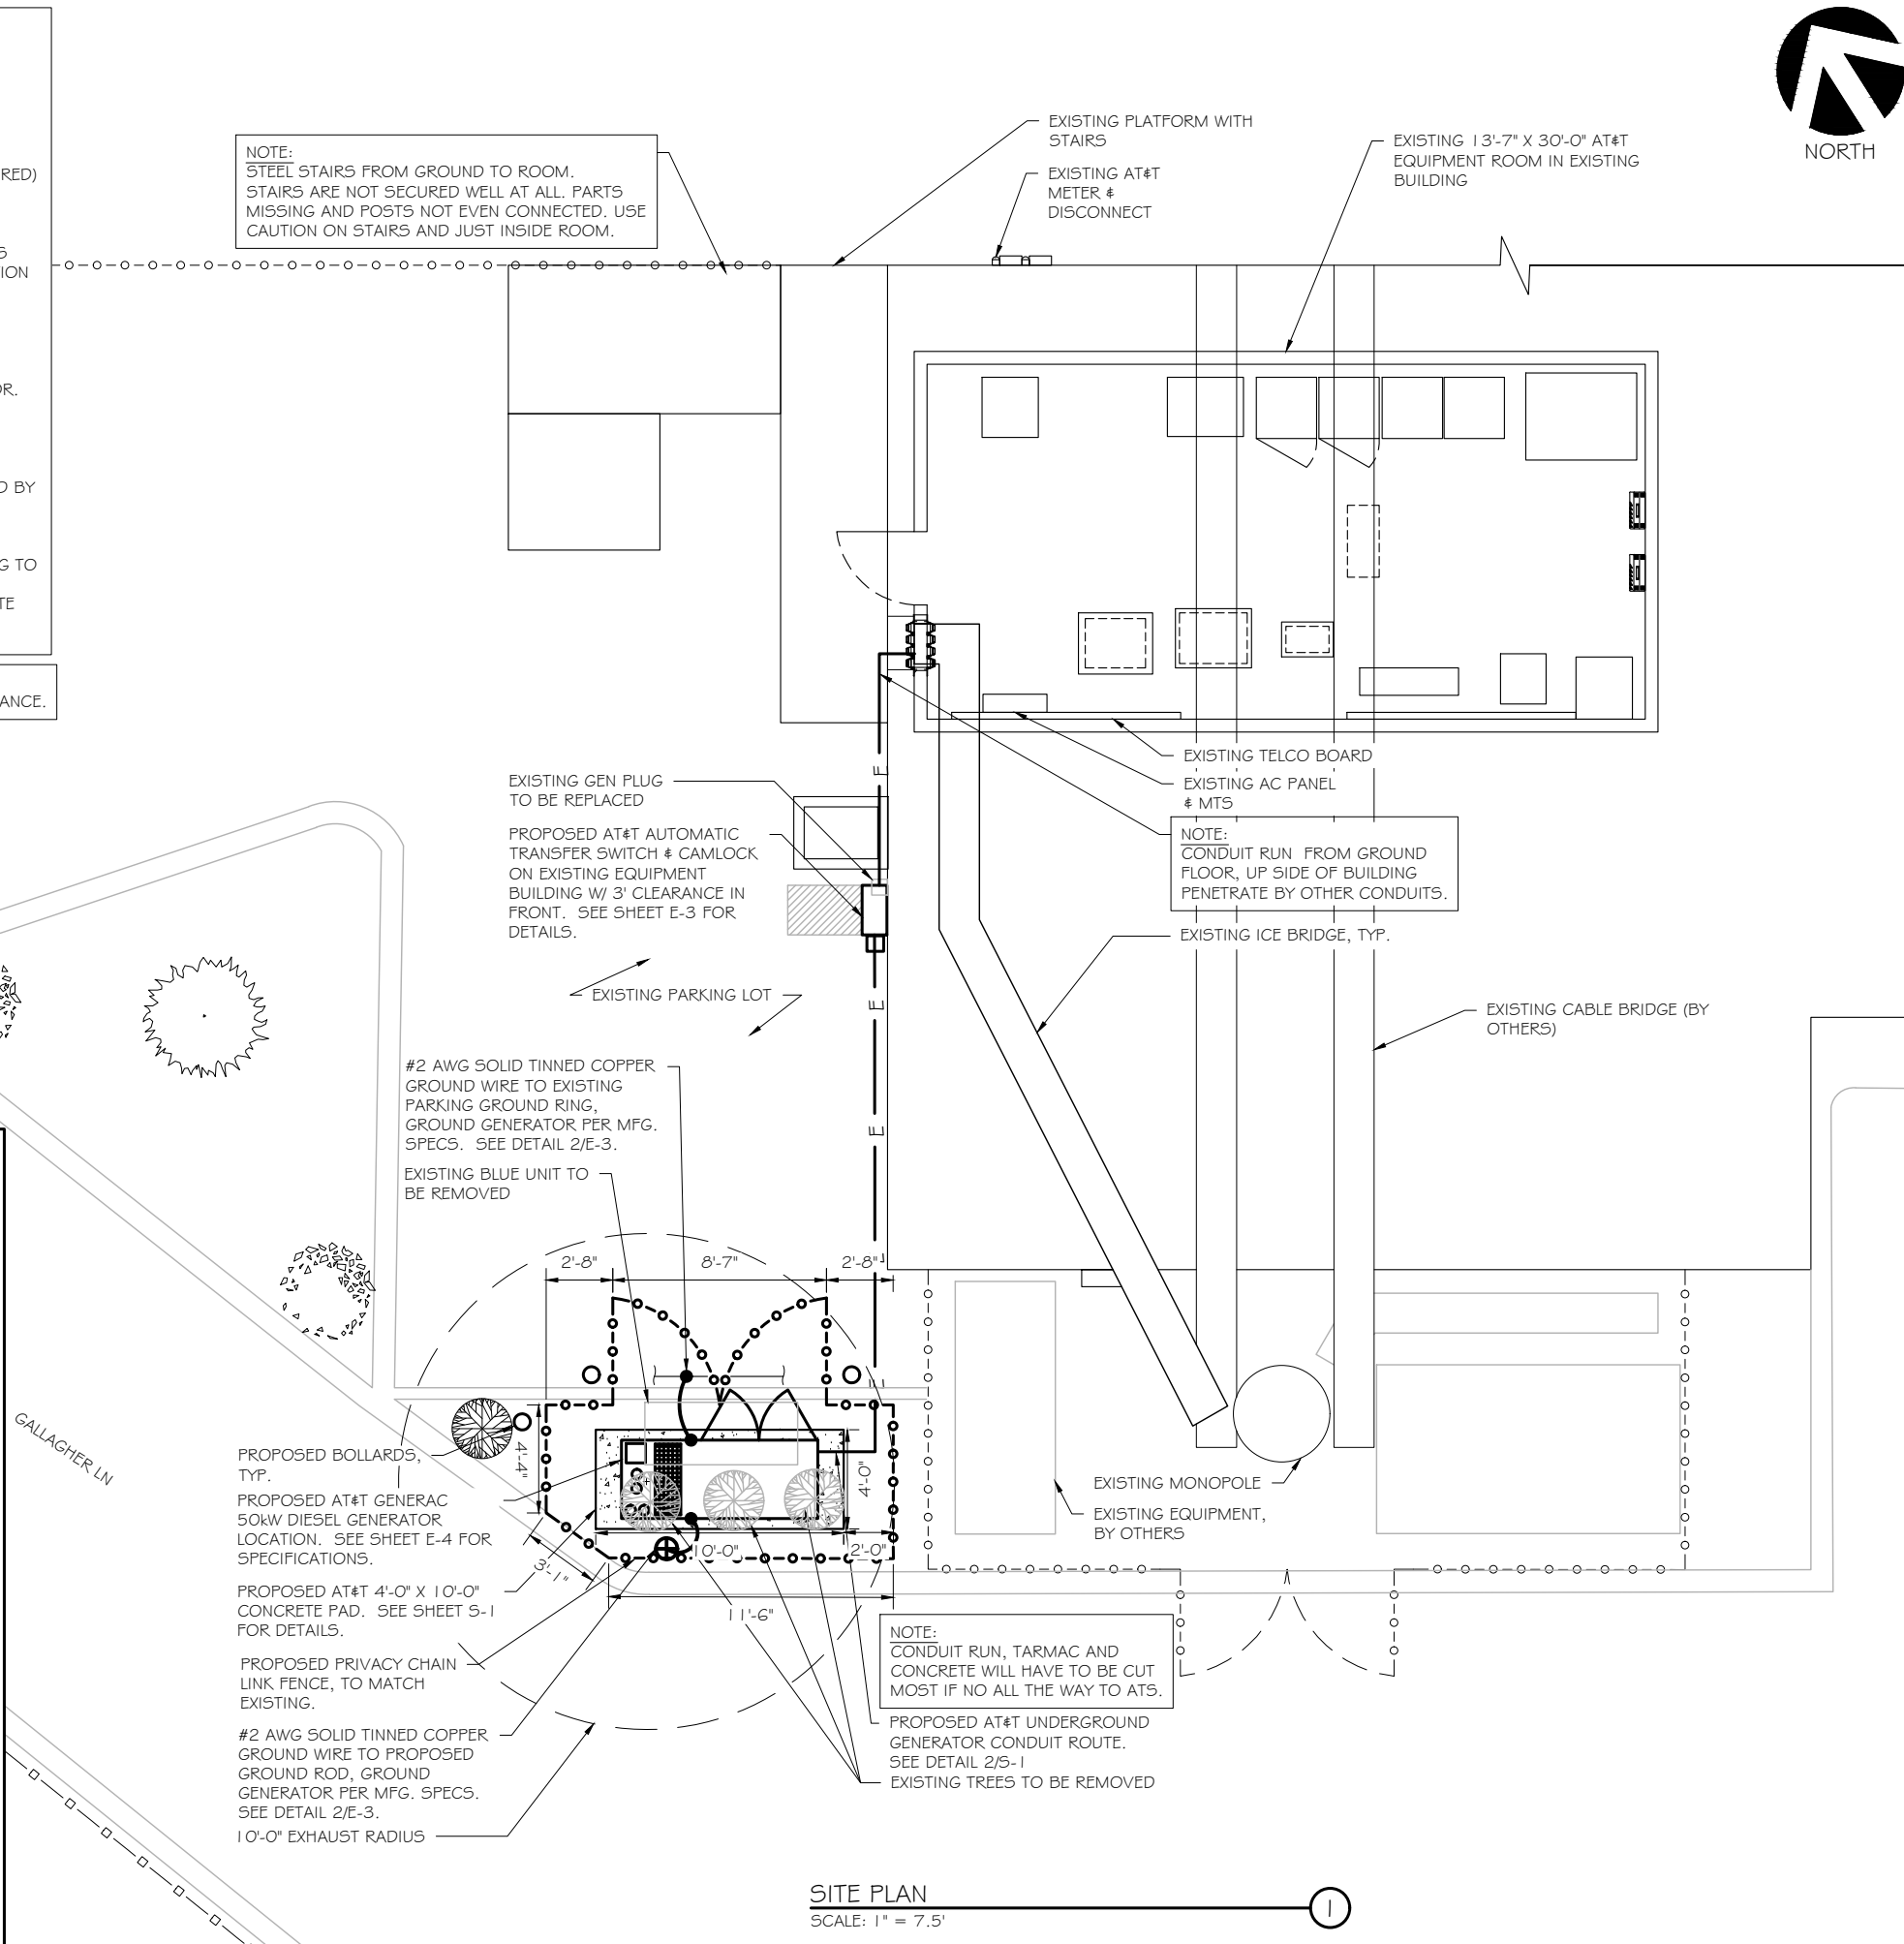 NORTH
RED)
S
ION
OR.
D BY
G TO
TE
ANCE.
NOTE:
STEEL STAIRS FROM GROUND TO ROOM.
STAIRS ARE NOT SECURED WELL AT ALL. PARTS
MISSING AND POSTS NOT EVEN CONNECTED. USE
CAUTION ON STAIRS AND JUST INSIDE ROOM.
EXISTING PLATFORM WITH
STAIRS
EXISTING AT&T
METER &
DISCONNECT
EXISTING 13'-7" X 30'-0" AT&T
EQUIPMENT ROOM IN EXISTING
BUILDING
EXISTING TELCO BOARD
EXISTING AC PANEL
& MTS
NOTE:
CONDUIT RUN FROM GROUND
FLOOR, UP SIDE OF BUILDING
PENETRATE BY OTHER CONDUITS.
EXISTING ICE BRIDGE, TYP.
EXISTING CABLE BRIDGE (BY
OTHERS)
EXISTING GEN PLUG
TO BE REPLACED
PROPOSED AT&T AUTOMATIC
TRANSFER SWITCH & CAMLOCK
ON EXISTING EQUIPMENT
BUILDING W/ 3' CLEARANCE IN
FRONT. SEE SHEET E-3 FOR
DETAILS.
EXISTING PARKING LOT
E
E
E
E
E
#2 AWG SOLID TINNED COPPER
GROUND WIRE TO EXISTING
PARKING GROUND RING,
GROUND GENERATOR PER MFG.
SPECS. SEE DETAIL 2/E-3.
EXISTING BLUE UNIT TO
BE REMOVED
2'-8"
8'-7"
2'-8"
4'-4"
4'-0"
10'-0"
2'-0"
3'-1"
11'-6"
GALLAGHER LN
PROPOSED BOLLARDS,
TYP.
PROPOSED AT&T GENERAC
50kW DIESEL GENERATOR
LOCATION. SEE SHEET E-4 FOR
SPECIFICATIONS.
PROPOSED AT&T 4'-0" X 10'-0"
CONCRETE PAD. SEE SHEET S-1
FOR DETAILS.
PROPOSED PRIVACY CHAIN
LINK FENCE, TO MATCH
EXISTING.
#2 AWG SOLID TINNED COPPER
GROUND WIRE TO PROPOSED
GROUND ROD, GROUND
GENERATOR PER MFG. SPECS.
SEE DETAIL 2/E-3.
10'-0" EXHAUST RADIUS
EXISTING MONOPOLE
EXISTING EQUIPMENT,
BY OTHERS
NOTE:
CONDUIT RUN, TARMAC AND
CONCRETE WILL HAVE TO BE CUT
MOST IF NO ALL THE WAY TO ATS.
PROPOSED AT&T UNDERGROUND
GENERATOR CONDUIT ROUTE.
SEE DETAIL 2/S-1
EXISTING TREES TO BE REMOVED
SITE PLAN
1
SCALE: 1" = 7.5'